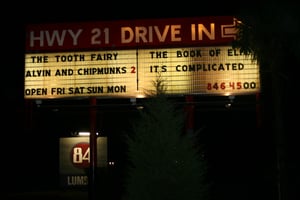 HWY 21 DRIVE IN
THE TOOTH FAIRY
ALVIN AND CHIPMUNKS 2
OPEN FRI SAT SUN MON
THE BOOK OF ELI
IT'S COMPLICATED
846 4500
84